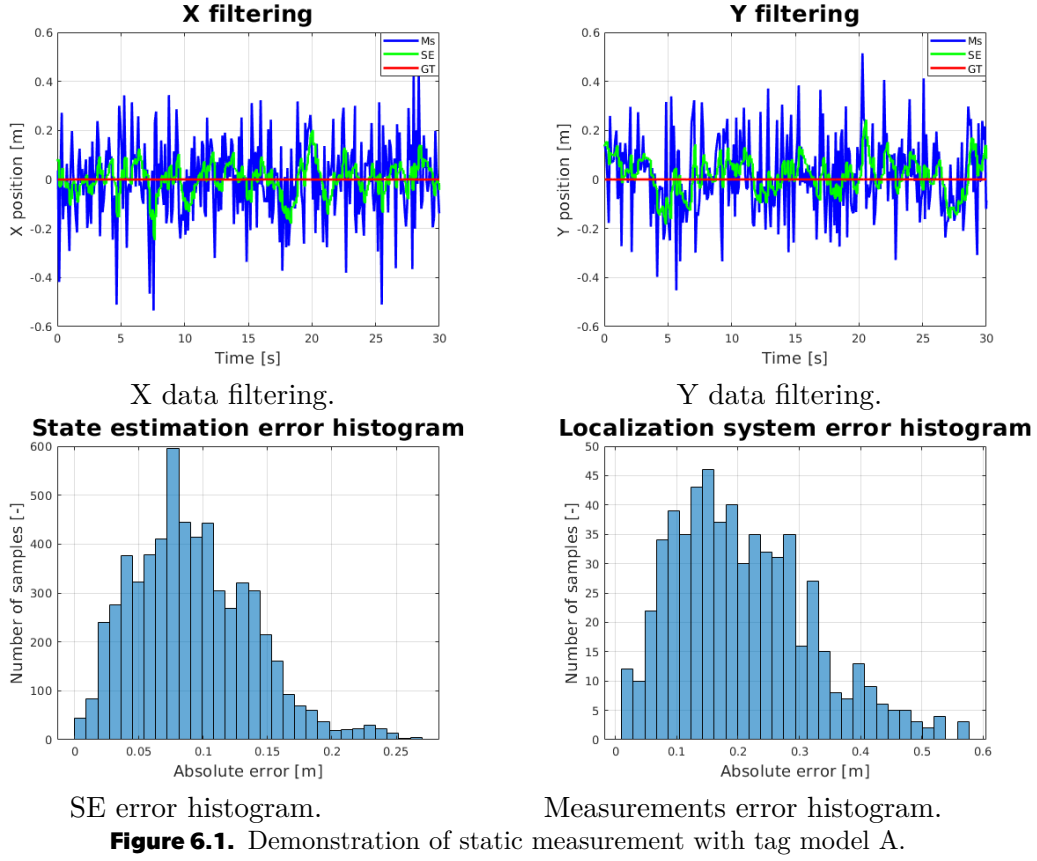 X filtering
Y filtering
0.6
0.4
0.2
0
-0.2
-0.4
-0.6
X position [m]
Ms
SE
GT
0 5 10 15 20 25 30
Time [s]
0.6
0.4
0.2
0
-0.2
-0.4
-0.6
Y position [m]
Ms
SE
GT
0 5 10 15 20 25 30
Time [s]
X data filtering.
Y data filtering.
State estimation error histogram
Localization system error histogram
600
500
400
300
200
100
0
Number of samples [-]
0 0.05 0.1 0.15 0.2 0.25
Absolute error [m]
50
45
40
35
30
25
20
15
10
5
0
Number of samples [-]
0 0.1 0.2 0.3 0.4 0.5 0.6
Absolute error [m]
SE error histogram.
Measurements error histogram.
Figure 6.1. Demonstration of static measurement with tag model A.